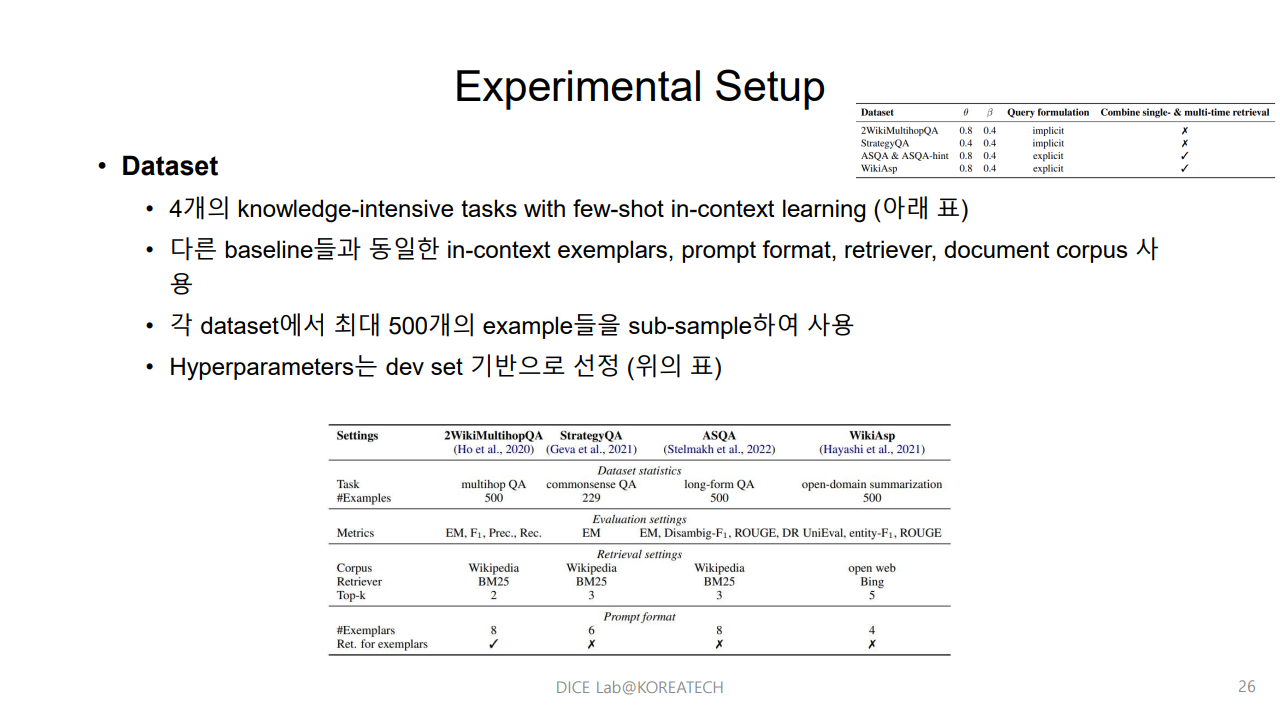 Experimental Setup
Dataset θ β Query formulation Combine single- & multi-time retrieval
2WikiMultihopQA 0.8 0.4 implicit ✗
StrategyQA 0.4 0.4 implicit ✗
ASQA & ASQA-hint 0.8 0.4 explicit ✓
WikiAsp 0.8 0.4 explicit ✓
• Dataset
• 4개의 knowledge-intensive tasks with few-shot in-context learning (아래 표)
• 다른 baseline들과 동일한 in-context exemplars, prompt format, retriever, document corpus 사
용
• 각 dataset에서 최대 500개의 example들을 sub-sample하여 사용
• Hyperparameters는 dev set 기반으로 선정 (위의 표)
Settings 2WikiMultihopQA StrategyQA ASQA WikiAsp
(Ho et al., 2020) (Geva et al., 2021) (Stelmakh et al., 2022) (Hayashi et al., 2021)
Dataset statistics
Task multihop QA commonsense QA long-form QA open-domain summarization
#Examples 500 229 500 500
Evaluation settings
Metrics EM, F₁, Prec., Rec. EM EM, Disambig-F₁, ROUGE, DR UniEval, entity-F₁, ROUGE
Retrieval settings
Corpus Wikipedia Wikipedia Wikipedia open web
Retriever BM25 BM25 BM25 Bing
Top-k 2 3 3 5
Prompt format
#Exemplars 8 6 8 4
Ret. for exemplars ✓ ✗ ✗ ✗
DICE Lab@KOREATECH
26